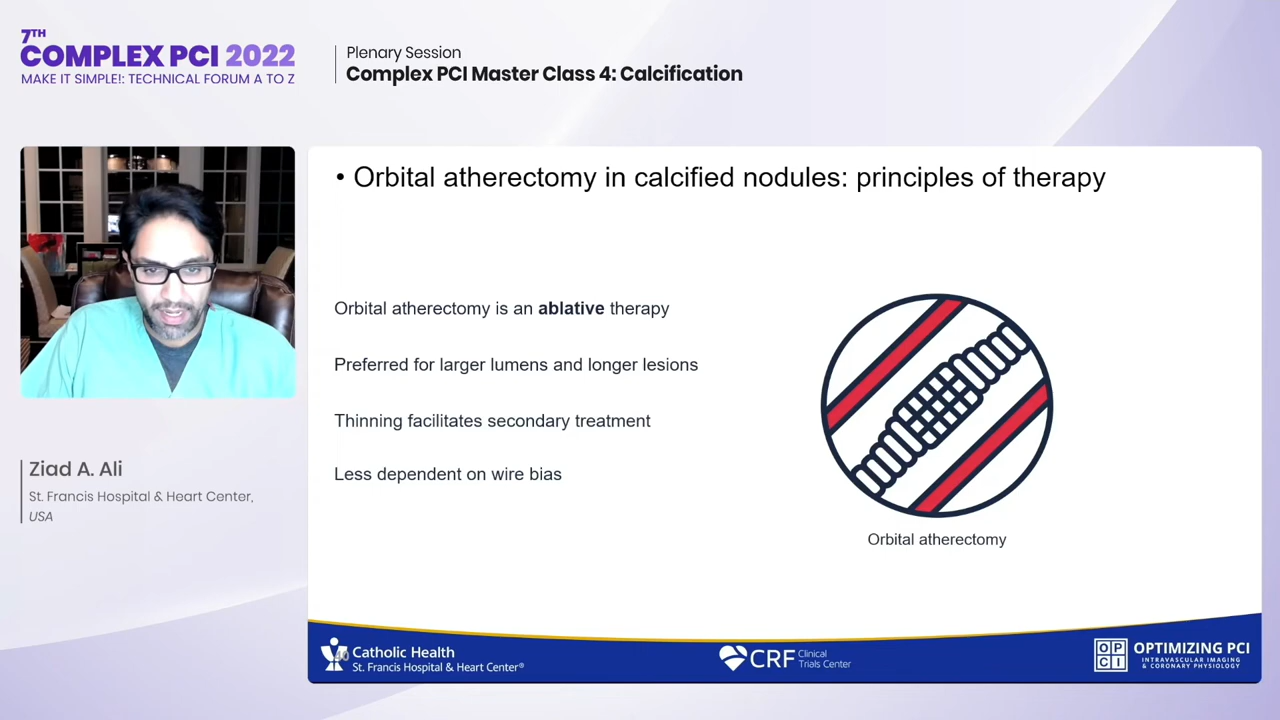 7TH
COMPLEX PCI 2022
MAKE IT SIMPLE!: TECHNICAL FORUM A TO Z
Plenary Session
Complex PCI Master Class 4: Calcification
• Orbital atherectomy in calcified nodules: principles of therapy
Orbital atherectomy is an ablative therapy
Preferred for larger lumens and longer lesions
Thinning facilitates secondary treatment
Less dependent on wire bias
Orbital atherectomy
Ziad A. Ali
St. Francis Hospital & Heart Center,
USA
Catholic Health
St. Francis Hospital & Heart Center®
CRF Clinical
Trials Center
OP
CI
OPTIMIZING PCI
INTRAVASCULAR IMAGING
& CORONARY PHYSIOLOGY